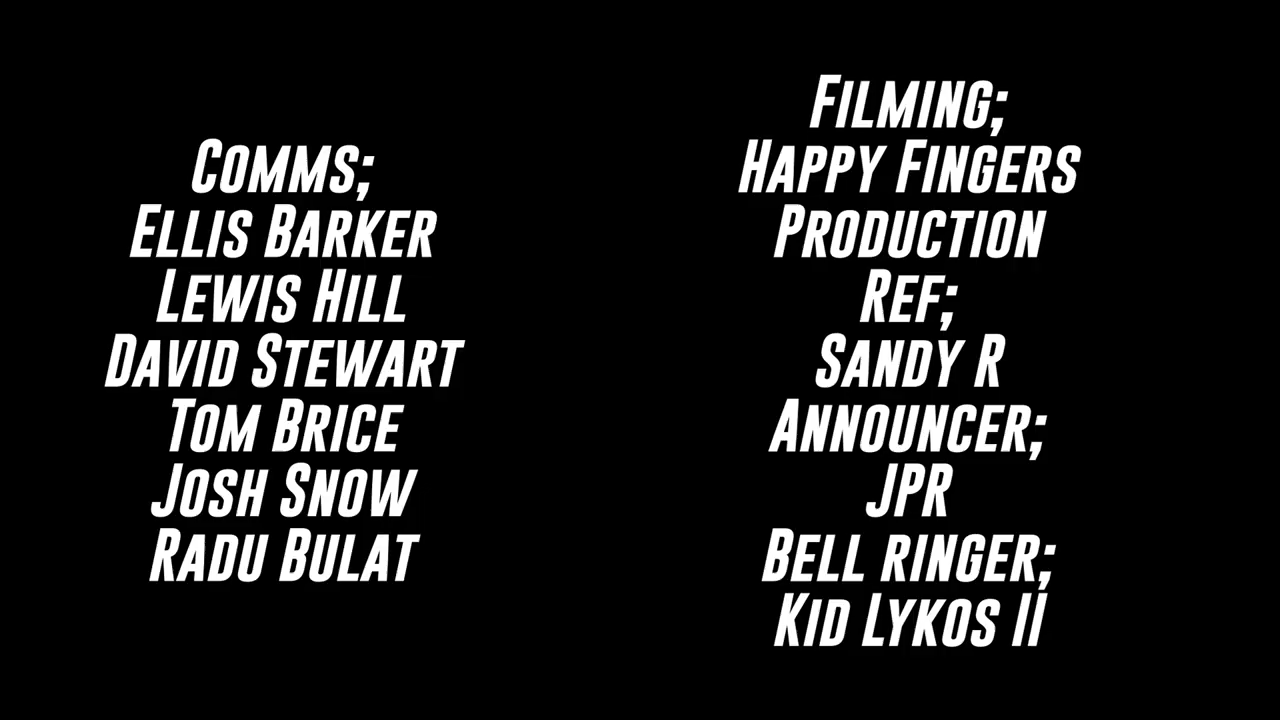 Comms;
Ellis Barker
Lewis Hill
David Stewart
Tom Brice
Josh Snow
Radu Bulat
Filming;
Happy Fingers
Production
Ref;
Sandy R
Announcer;
JPR
Bell ringer;
Kid Lykos II